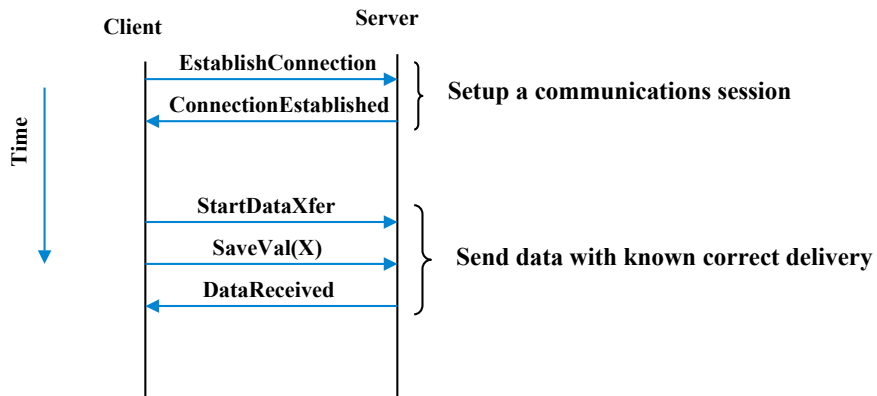 Client
Server
EstablishConnection
ConnectionEstablished
Setup a communications session
Time
StartDataXfer
SaveVal(X)
DataReceived
Send data with known correct delivery